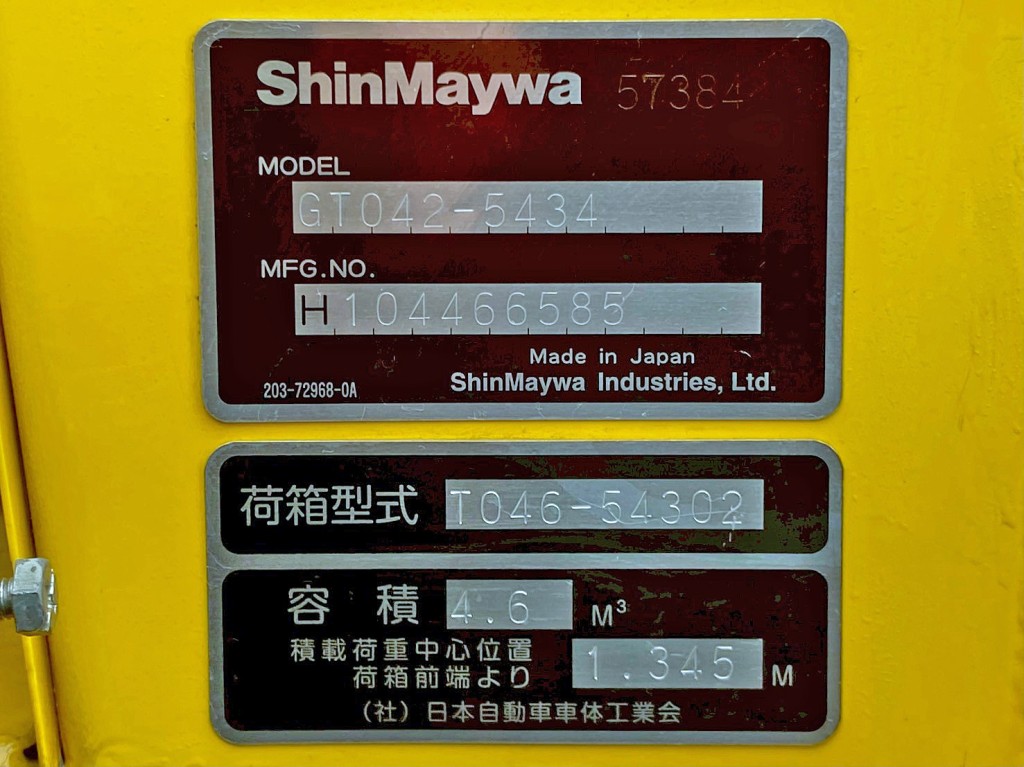 ShinMaywa 57384
MODEL
GT042-5434
MFG.NO.
H104466585
Made in Japan
203-72968-0A ShinMaywa Industries, Ltd.
荷箱型式 T046-54302
容 積 4.6 M³
積載荷重中心位置
荷箱前端より 1.345 M
(社)日本自動車車体工業会